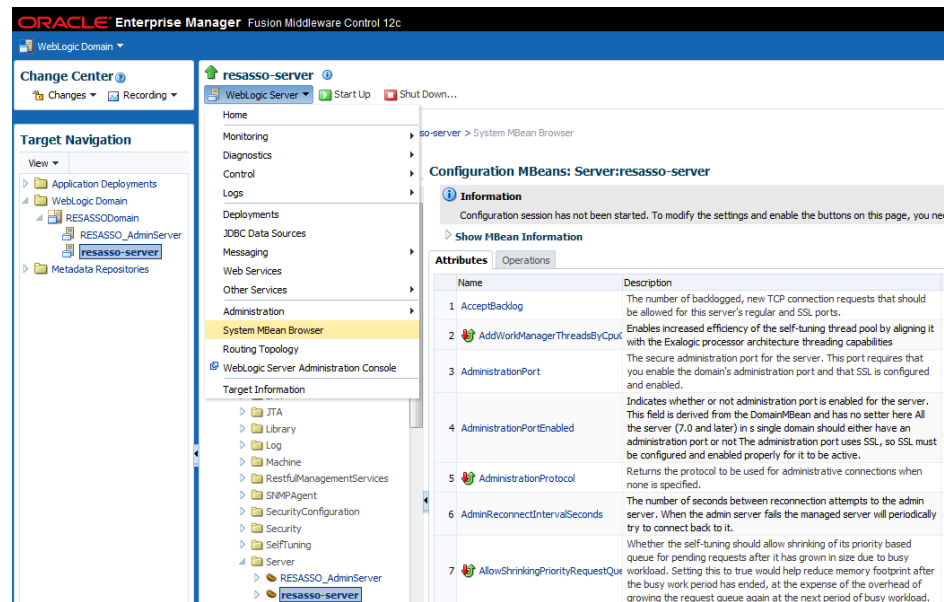 ORACLE® Enterprise Manager Fusion Middleware Control 12c
WebLogic Domain
Change Center
Changes
Recording
Target Navigation
View
Application Deployments
WebLogic Domain
RESASSODomain
RESASSO_AdminServer
resasso-server
Metadata Repositories
resasso-server
WebLogic Server
Start Up
Shut Down...
Home
Monitoring
Diagnostics
Control
Logs
Deployments
JDBC Data Sources
Messaging
Web Services
Other Services
Administration
System MBean Browser
Routing Topology
WebLogic Server Administration Console
Target Information
JTA
Library
Log
Machine
RestfulManagementServices
SNMPAgent
SecurityConfiguration
Security
SelfTuning
Server
RESASSO_AdminServer
resasso-server
so-server > System MBean Browser
Configuration MBeans: Server:resasso-server
Information
Configuration session has not been started. To modify the settings and enable the buttons on this page, you nee
Show MBean Information
Attributes Operations
Name Description
1 AcceptBacklog
The number of backlogged, new TCP connection requests that should
be allowed for this server's regular and SSL ports.
2 AddWorkManagerThreadsByCpuC
Enables increased efficiency of the self-tuning thread pool by aligning it
with the Exalogic processor architecture threading capabilities
3 AdministrationPort
The secure administration port for the server. This port requires that
you enable the domain's administration port and that SSL is configured
and enabled.
4 AdministrationPortEnabled
Indicates whether or not administration port is enabled for the server.
This field is derived from the DomainMBean and has no setter here All
the server (7.0 and later) in s single domain should either have an
administration port or not The administration port uses SSL, so SSL must
be configured and enabled properly for it to be active.
5 AdministrationProtocol
Returns the protocol to be used for administrative connections when
none is specified.
6 AdminReconnectIntervalSeconds
The number of seconds between reconnection attempts to the admin
server. When the admin server fails the managed server will periodically
try to connect back to it.
7 AllowShrinkingPriorityRequestQue
Whether the self-tuning should allow shrinking of its priority based
queue for pending requests after it has grown in size due to busy
workload. Setting this to true would help reduce memory footprint after
the busy work period has ended, at the expense of the overhead of
growing the request queue again at the next period of busy workload.